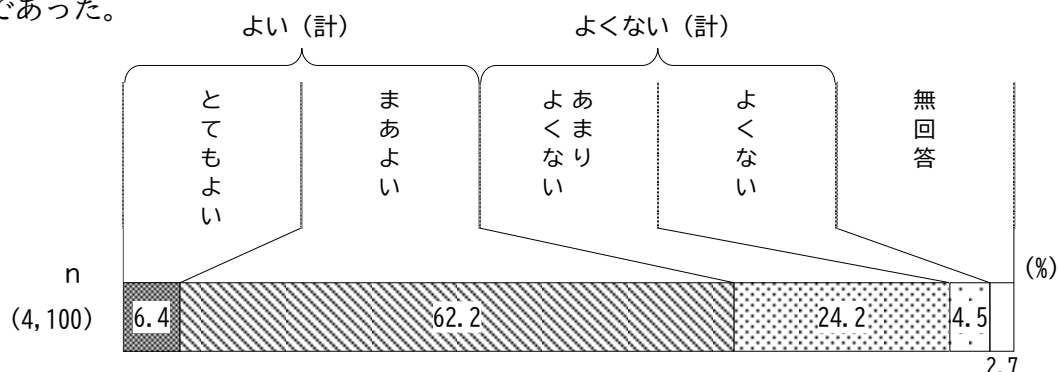 であった。
よい（計）
よくない（計）
とてもよい
まあよい
あまり
よくない
よくない
無回答
n
(%)
(4,100)
6.4
62.2
24.2
4.5
2.7